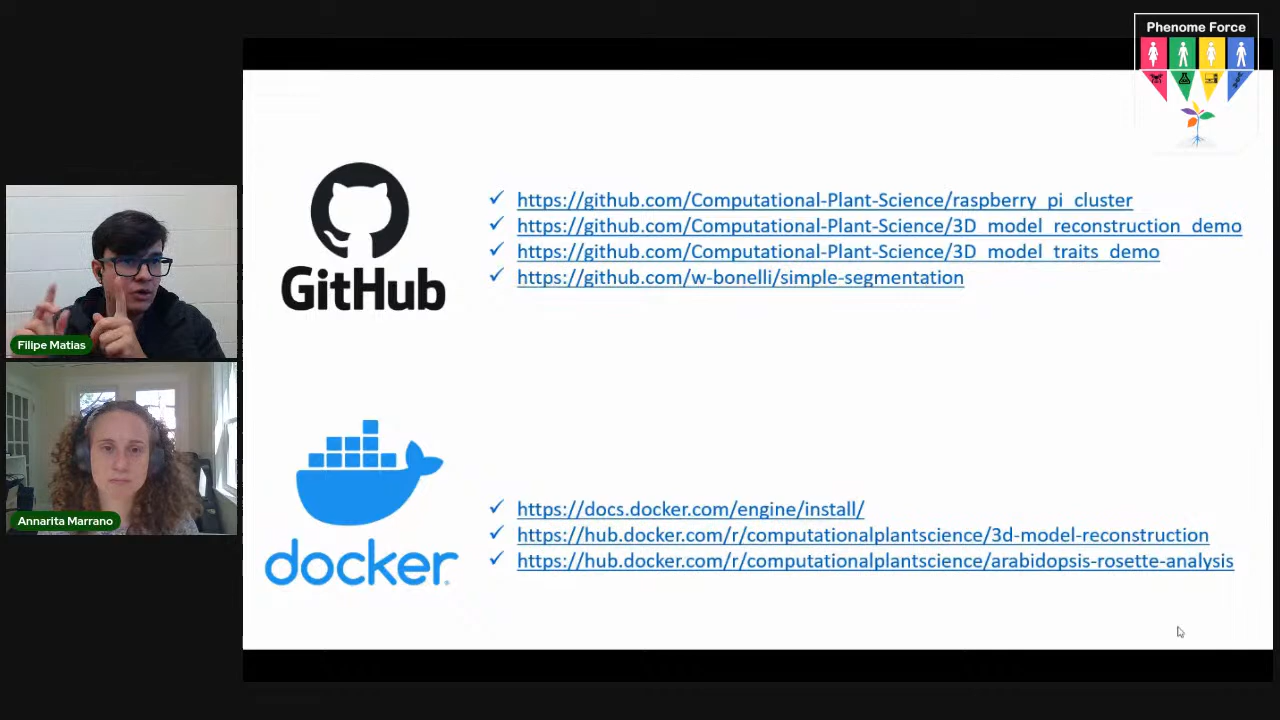 Phenome Force
GitHub
https://github.com/Computational-Plant-Science/raspberry_pi_cluster
https://github.com/Computational-Plant-Science/3D_model_reconstruction_demo
https://github.com/Computational-Plant-Science/3D_model_traits_demo
https://github.com/w-bonelli/simple-segmentation
Filipe Matias
Annarita Marrano
docker
https://docs.docker.com/engine/install/
https://hub.docker.com/r/computationalplantscience/3d-model-reconstruction
https://hub.docker.com/r/computationalplantscience/arabidopsis-rosette-analysis